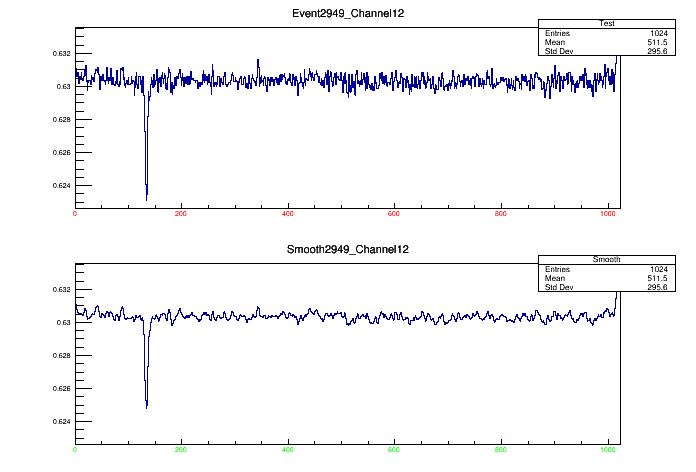 Event2949_Channel12
Test
Entries 1024
Mean 511.5
Std Dev 295.6
0.632
0.63
0.628
0.626
0.624
0 200 400 600 800 1000
Smooth2949_Channel12
Smooth
Entries 1024
Mean 511.5
Std Dev 295.6
0.632
0.63
0.628
0.626
0.624
0 200 400 600 800 1000